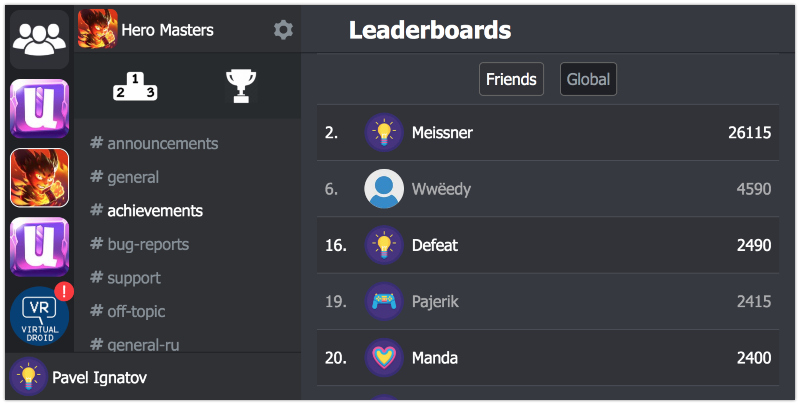 Hero Masters
1
2 3
# announcements
# general
# achievements
# bug-reports
# support
# off-topic
# general-ru
u
u
VR
VIRTUAL
DROID
!
Pavel Ignatov
Leaderboards
Friends Global
2. Meissner 26115
6. Wwëedy 4590
16. Defeat 2490
19. Pajerik 2415
20. Manda 2400